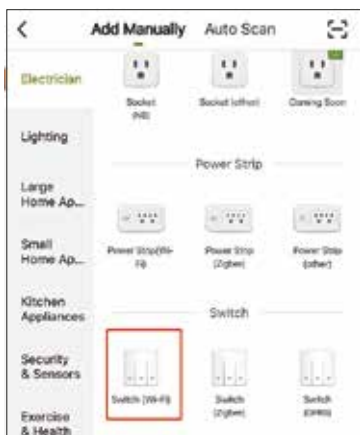 Add Manually Auto Scan
Electrician
Socket
(NB)
Socket (other)
Coming Soon
Lighting
Power Strip
Large
Home Ap...
Small
Home Ap...
Power Strip(Wi-
Fi)
Power Strip
(Zigbee)
Power Strip
(other)
Kitchen
Appliances
Switch
Security
& Sensors
Switch (Wi-Fi)
Switch
(Zigbee)
Switch
(GPRS)
Exercise
& Health